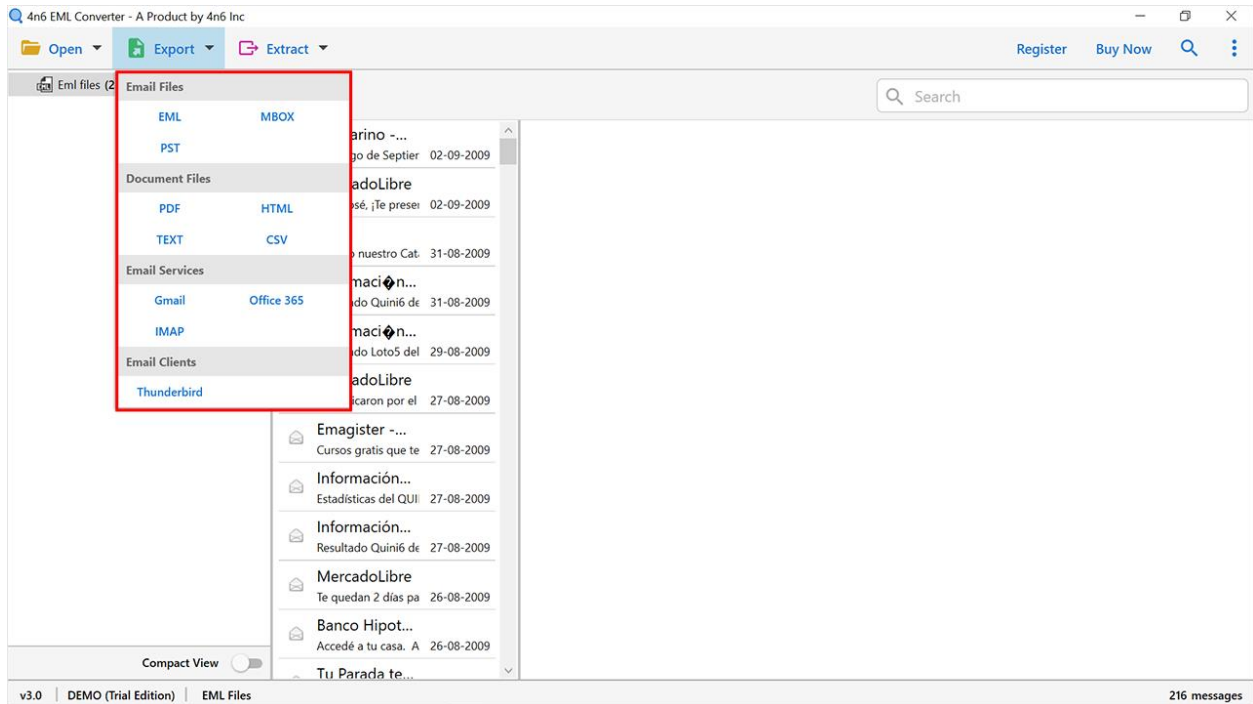 4n6 EML Converter - A Product by 4n6 Inc
Open Export Extract Register Buy Now
Eml files (2
Search
Email Files
EML MBOX
PST
Document Files
PDF HTML
TEXT CSV
Email Services
Gmail Office 365
IMAP
Email Clients
Thunderbird
arino -...
go de Septier 02-09-2009
adoLibre
sé, ¡Te preser 02-09-2009
nuestro Cat 31-08-2009
maci�n...
do Quini6 de 31-08-2009
maci�n...
do Loto5 del 29-08-2009
adoLibre
icaron por el 27-08-2009
Emagister -...
Cursos gratis que te 27-08-2009
Información...
Estadísticas del QUI 27-08-2009
Información...
Resultado Quini6 de 27-08-2009
MercadoLibre
Te quedan 2 días pa 26-08-2009
Banco Hipot...
Accedé a tu casa. A 26-08-2009
Tu Parada te...
Compact View
v3.0 DEMO (Trial Edition) EML Files 216 messages